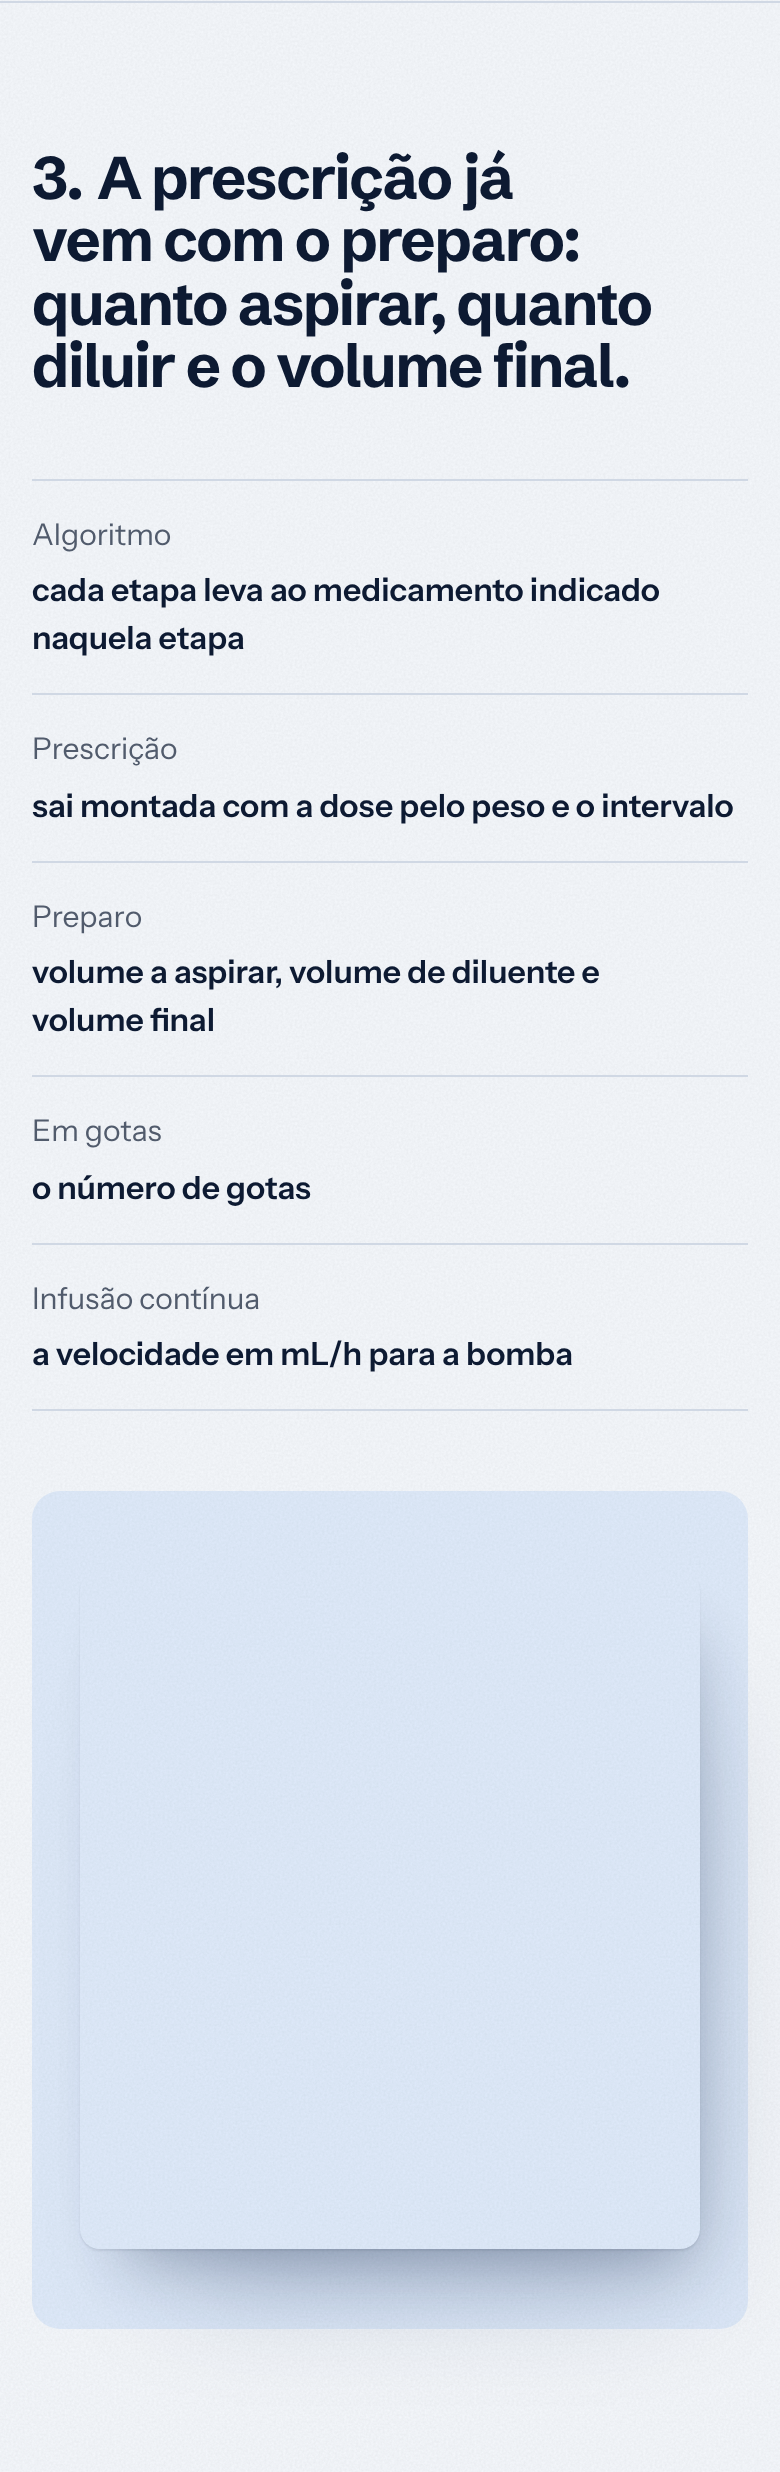 3. A prescrição já
vem com o preparo:
quanto aspirar, quanto
diluir e o volume final.
Algoritmo
cada etapa leva ao medicamento indicado
naquela etapa
Prescrição
sai montada com a dose pelo peso e o intervalo
Preparo
volume a aspirar, volume de diluente e
volume final
Em gotas
o número de gotas
Infusão contínua
a velocidade em mL/h para a bomba